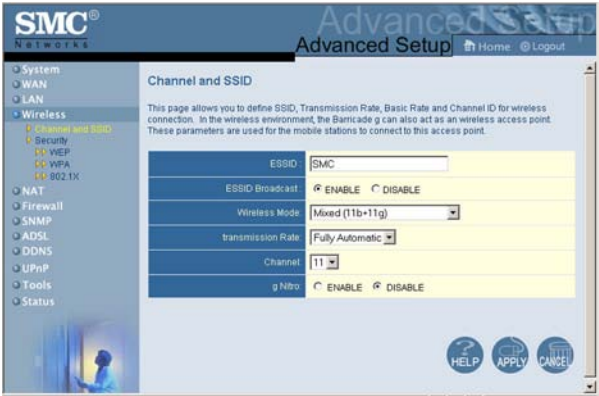 SMC®
Networks
Advanced Setup
Advanced Setup
Home
Logout
System
WAN
LAN
Wireless
Channel and SSID
Security
WEP
WPA
802.1X
NAT
Firewall
SNMP
ADSL
DDNS
UPnP
Tools
Status
Channel and SSID
This page allows you to define SSID, Transmission Rate, Basic Rate and Channel ID for wireless
connection. In the wireless environment, the Barricade g can also act as an wireless access point.
These parameters are used for the mobile stations to connect to this access point.
ESSID : SMC
ESSID Broadcast : ENABLE DISABLE
Wireless Mode: Mixed (11b+11g)
transmission Rate: Fully Automatic
Channel: 11
g Nitro: ENABLE DISABLE
HELP APPLY CANCEL